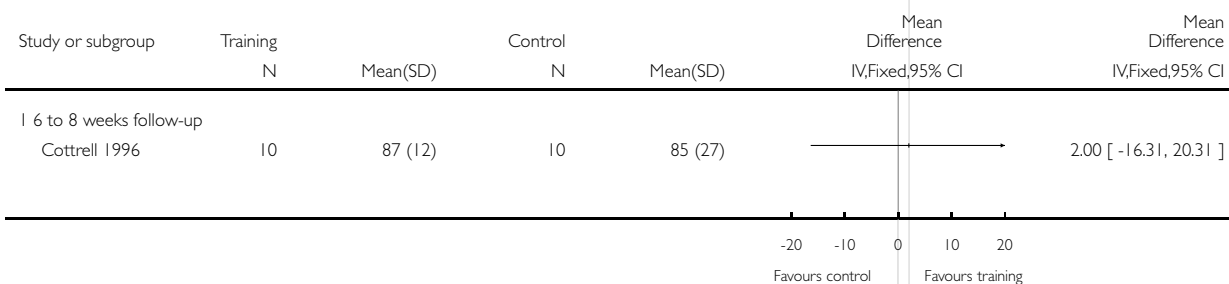 Study or subgroup Training Control Mean Difference Mean Difference
N Mean(SD) N Mean(SD) IV,Fixed,95% CI IV,Fixed,95% CI
1 6 to 8 weeks follow-up
Cottrell 1996 10 87 (12) 10 85 (27) 2.00 [ -16.31, 20.31 ]
-20 -10 0 10 20
Favours control Favours training